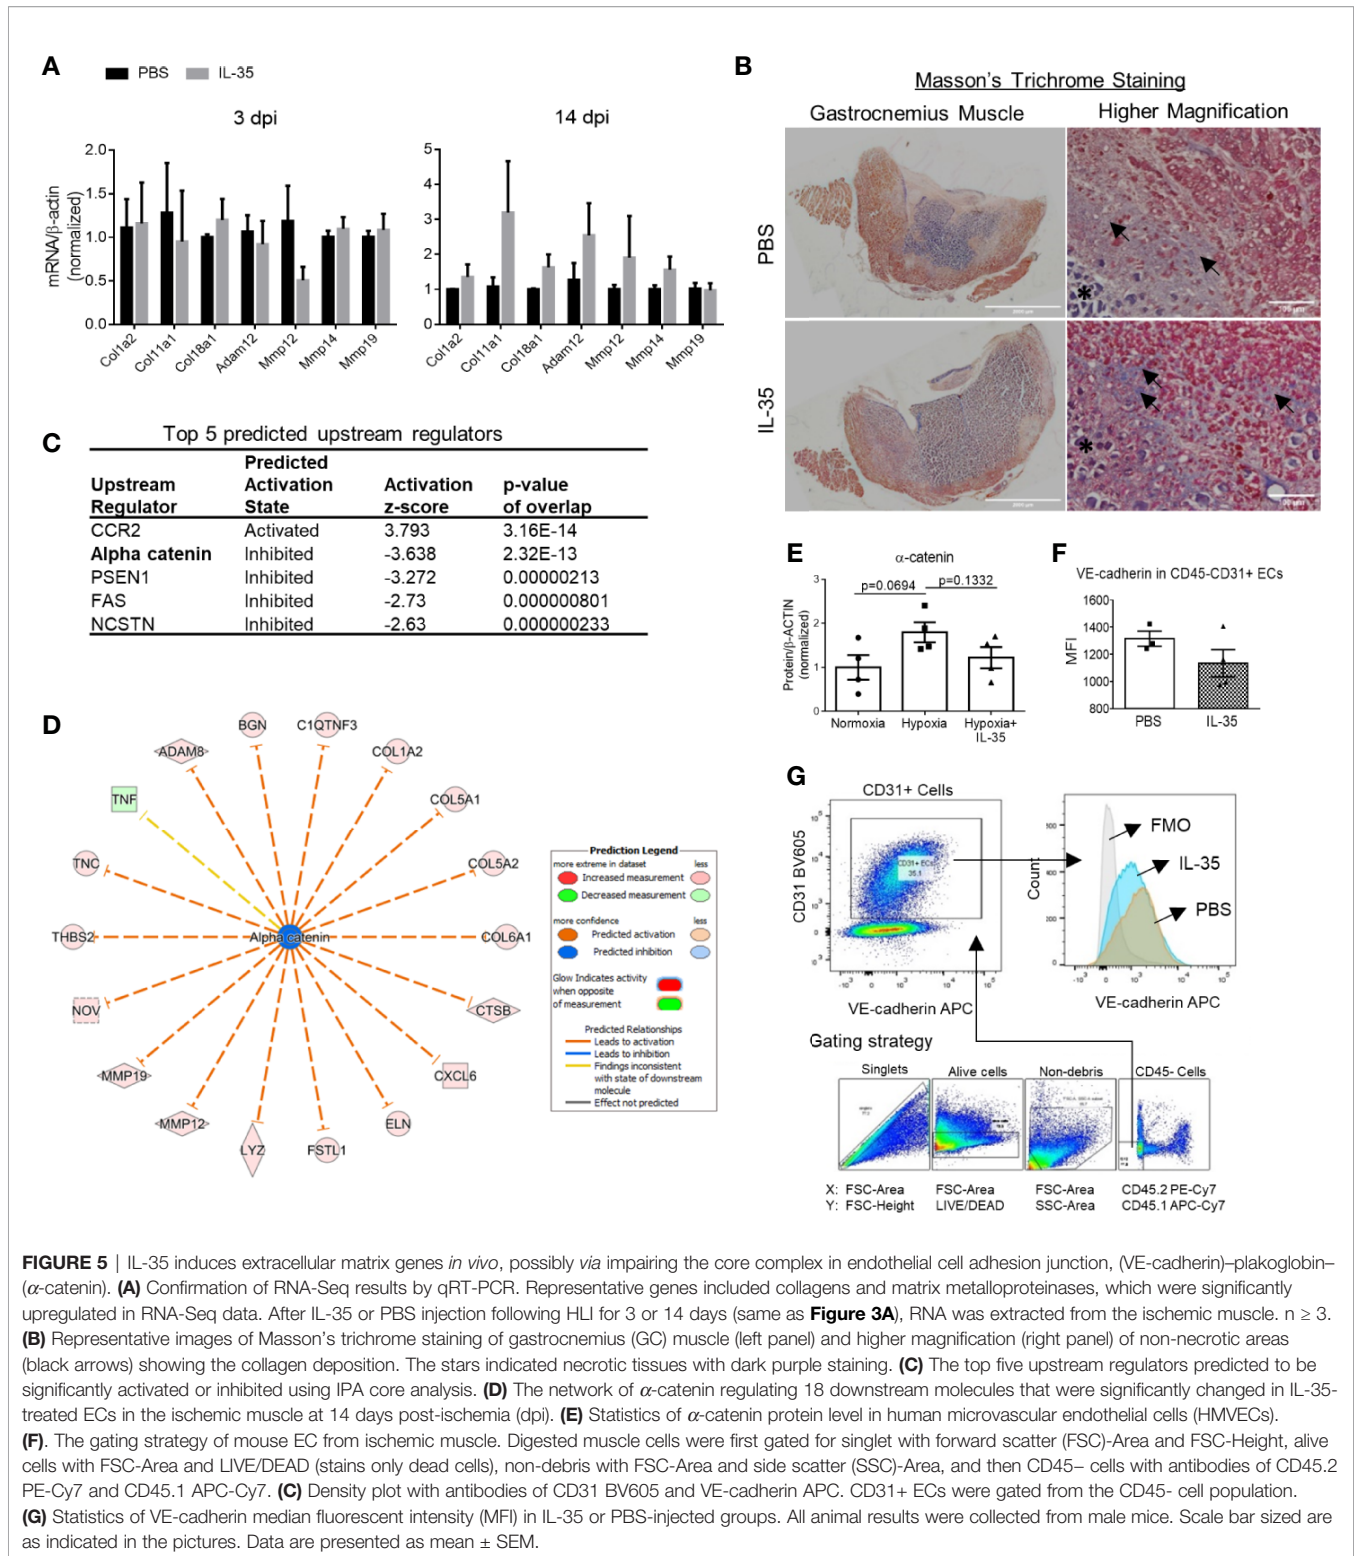 A
PBS
IL-35
3 dpi
14 dpi
mRNA/β-actin
(normalized)
2.0
1.5
1.0
0.5
0.0
5
4
3
2
1
0
Col1a2
Col11a1
Col18a1
Adam12
Mmp12
Mmp14
Mmp19
Col1a2
Col11a1
Col18a1
Adam12
Mmp12
Mmp14
Mmp19
B
Masson's Trichrome Staining
Gastrocnemius Muscle
Higher Magnification
PBS
IL-35
*
*
C
Top 5 predicted upstream regulators
Upstream Regulator Predicted Activation State Activation z-score p-value of overlap
CCR2 Activated 3.793 3.16E-14
Alpha catenin Inhibited -3.638 2.32E-13
PSEN1 Inhibited -3.272 0.00000213
FAS Inhibited -2.73 0.000000801
NCSTN Inhibited -2.63 0.000000233
D
BGN
C1QTNF3
ADAM8
COL1A2
TNF
COL5A1
TNC
COL5A2
THBS2
Alpha catenin
COL6A1
NOV
CTSB
MMP19
CXCL6
MMP12
ELN
LYZ
FSTL1
Prediction Legend
more extreme in dataset less
Increased measurement
Decreased measurement
more confidence less
Predicted activation
Predicted inhibition
Glow Indicates activity
when opposite
of measurement
Predicted Relationships
Leads to activation
Leads to inhibition
Findings inconsistent
with state of downstream
molecule
Effect not predicted
E
α-catenin
p=0.0694
p=0.1332
Protein/β-ACTIN
(normalized)
3
2
1
0
Normoxia
Hypoxia
Hypoxia+
IL-35
F
VE-cadherin in CD45-CD31+ ECs
MFI
1600
1400
1200
1000
800
PBS
IL-35
G
CD31+ Cells
CD31 BV605
CD31+ ECs
VE-cadherin APC
Count
FMO
IL-35
PBS
VE-cadherin APC
Gating strategy
Singlets
Alive cells
Non-debris
CD45- Cells
X: FSC-Area FSC-Area FSC-Area CD45.2 PE-Cy7
Y: FSC-Height LIVE/DEAD SSC-Area CD45.1 APC-Cy7
FIGURE 5 | IL-35 induces extracellular matrix genes in vivo, possibly via impairing the core complex in endothelial cell adhesion junction, (VE-cadherin)–plakoglobin–
(α-catenin). (A) Confirmation of RNA-Seq results by qRT-PCR. Representative genes included collagens and matrix metalloproteinases, which were significantly
upregulated in RNA-Seq data. After IL-35 or PBS injection following HLI for 3 or 14 days (same as Figure 3A), RNA was extracted from the ischemic muscle. n ≥ 3.
(B) Representative images of Masson's trichrome staining of gastrocnemius (GC) muscle (left panel) and higher magnification (right panel) of non-necrotic areas
(black arrows) showing the collagen deposition. The stars indicated necrotic tissues with dark purple staining. (C) The top five upstream regulators predicted to be
significantly activated or inhibited using IPA core analysis. (D) The network of α-catenin regulating 18 downstream molecules that were significantly changed in IL-35-
treated ECs in the ischemic muscle at 14 days post-ischemia (dpi). (E) Statistics of α-catenin protein level in human microvascular endothelial cells (HMVECs).
(F). The gating strategy of mouse EC from ischemic muscle. Digested muscle cells were first gated for singlet with forward scatter (FSC)-Area and FSC-Height, alive
cells with FSC-Area and LIVE/DEAD (stains only dead cells), non-debris with FSC-Area and side scatter (SSC)-Area, and then CD45– cells with antibodies of CD45.2
PE-Cy7 and CD45.1 APC-Cy7. (C) Density plot with antibodies of CD31 BV605 and VE-cadherin APC. CD31+ ECs were gated from the CD45- cell population.
(G) Statistics of VE-cadherin median fluorescent intensity (MFI) in IL-35 or PBS-injected groups. All animal results were collected from male mice. Scale bar sized are
as indicated in the pictures. Data are presented as mean ± SEM.